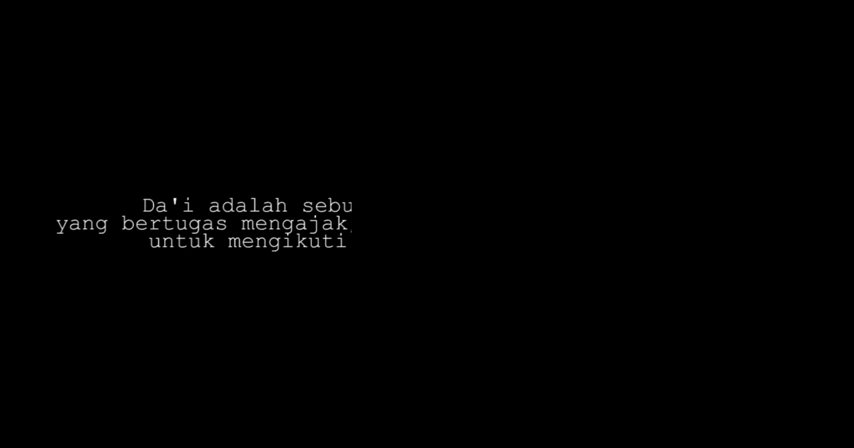 Da'i adalah sebu
yang bertugas mengajak,
untuk mengikuti